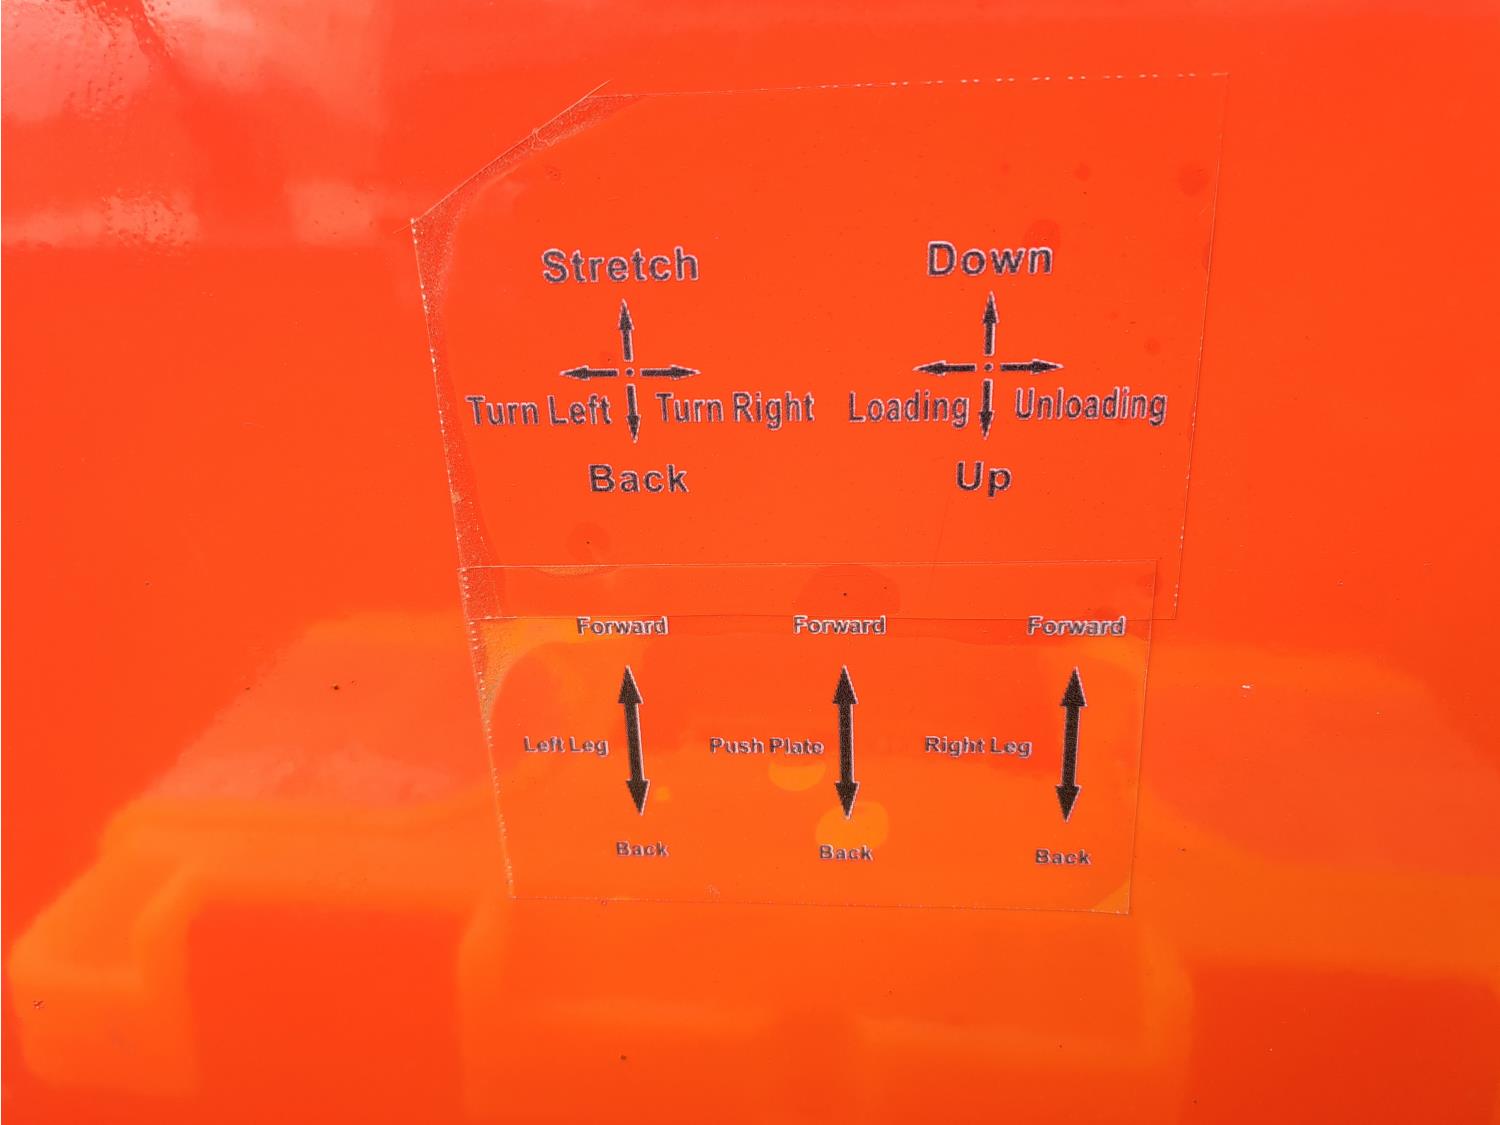 Stretch Down
Turn Left Turn Right Loading Unloading
Back Up
Forward Forward Forward
Left Leg Push Plate Right Leg
Back Back Back